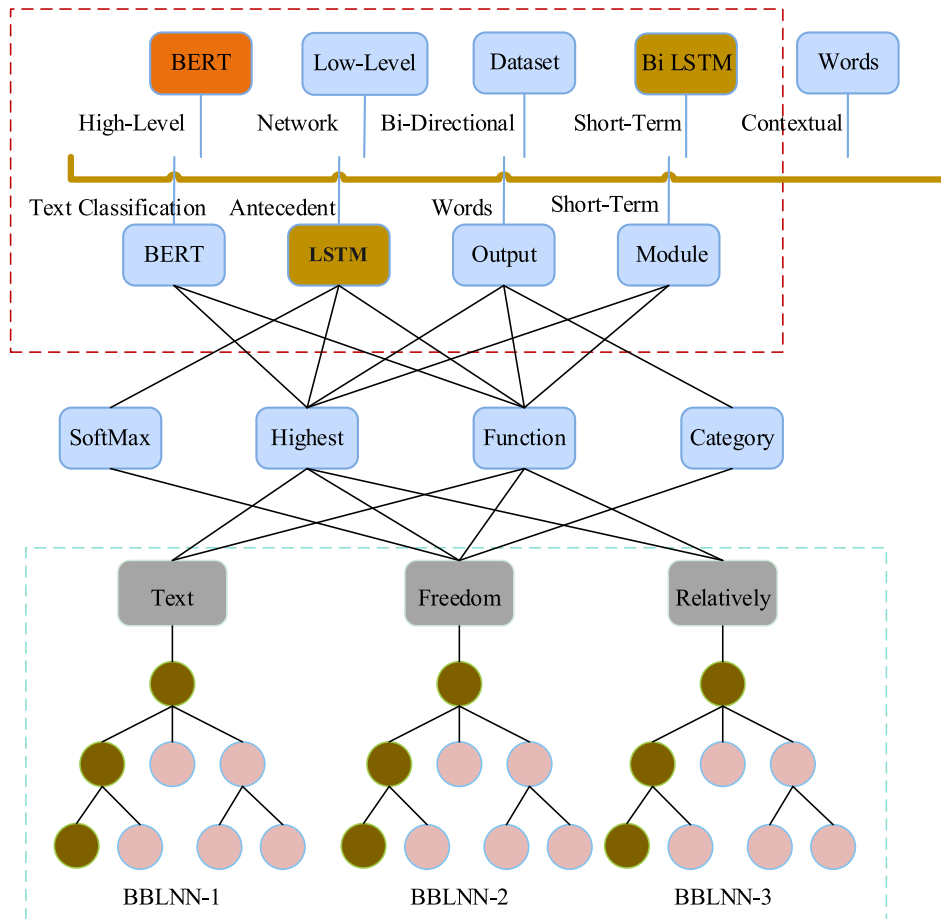 BERT
Low-Level
Dataset
Bi LSTM
Words
High-Level
Network
Bi-Directional
Short-Term
Contextual
Text Classification
Antecedent
Words
Short-Term
BERT
LSTM
Output
Module
SoftMax
Highest
Function
Category
Text
Freedom
Relatively
BBLNN-1
BBLNN-2
BBLNN-3